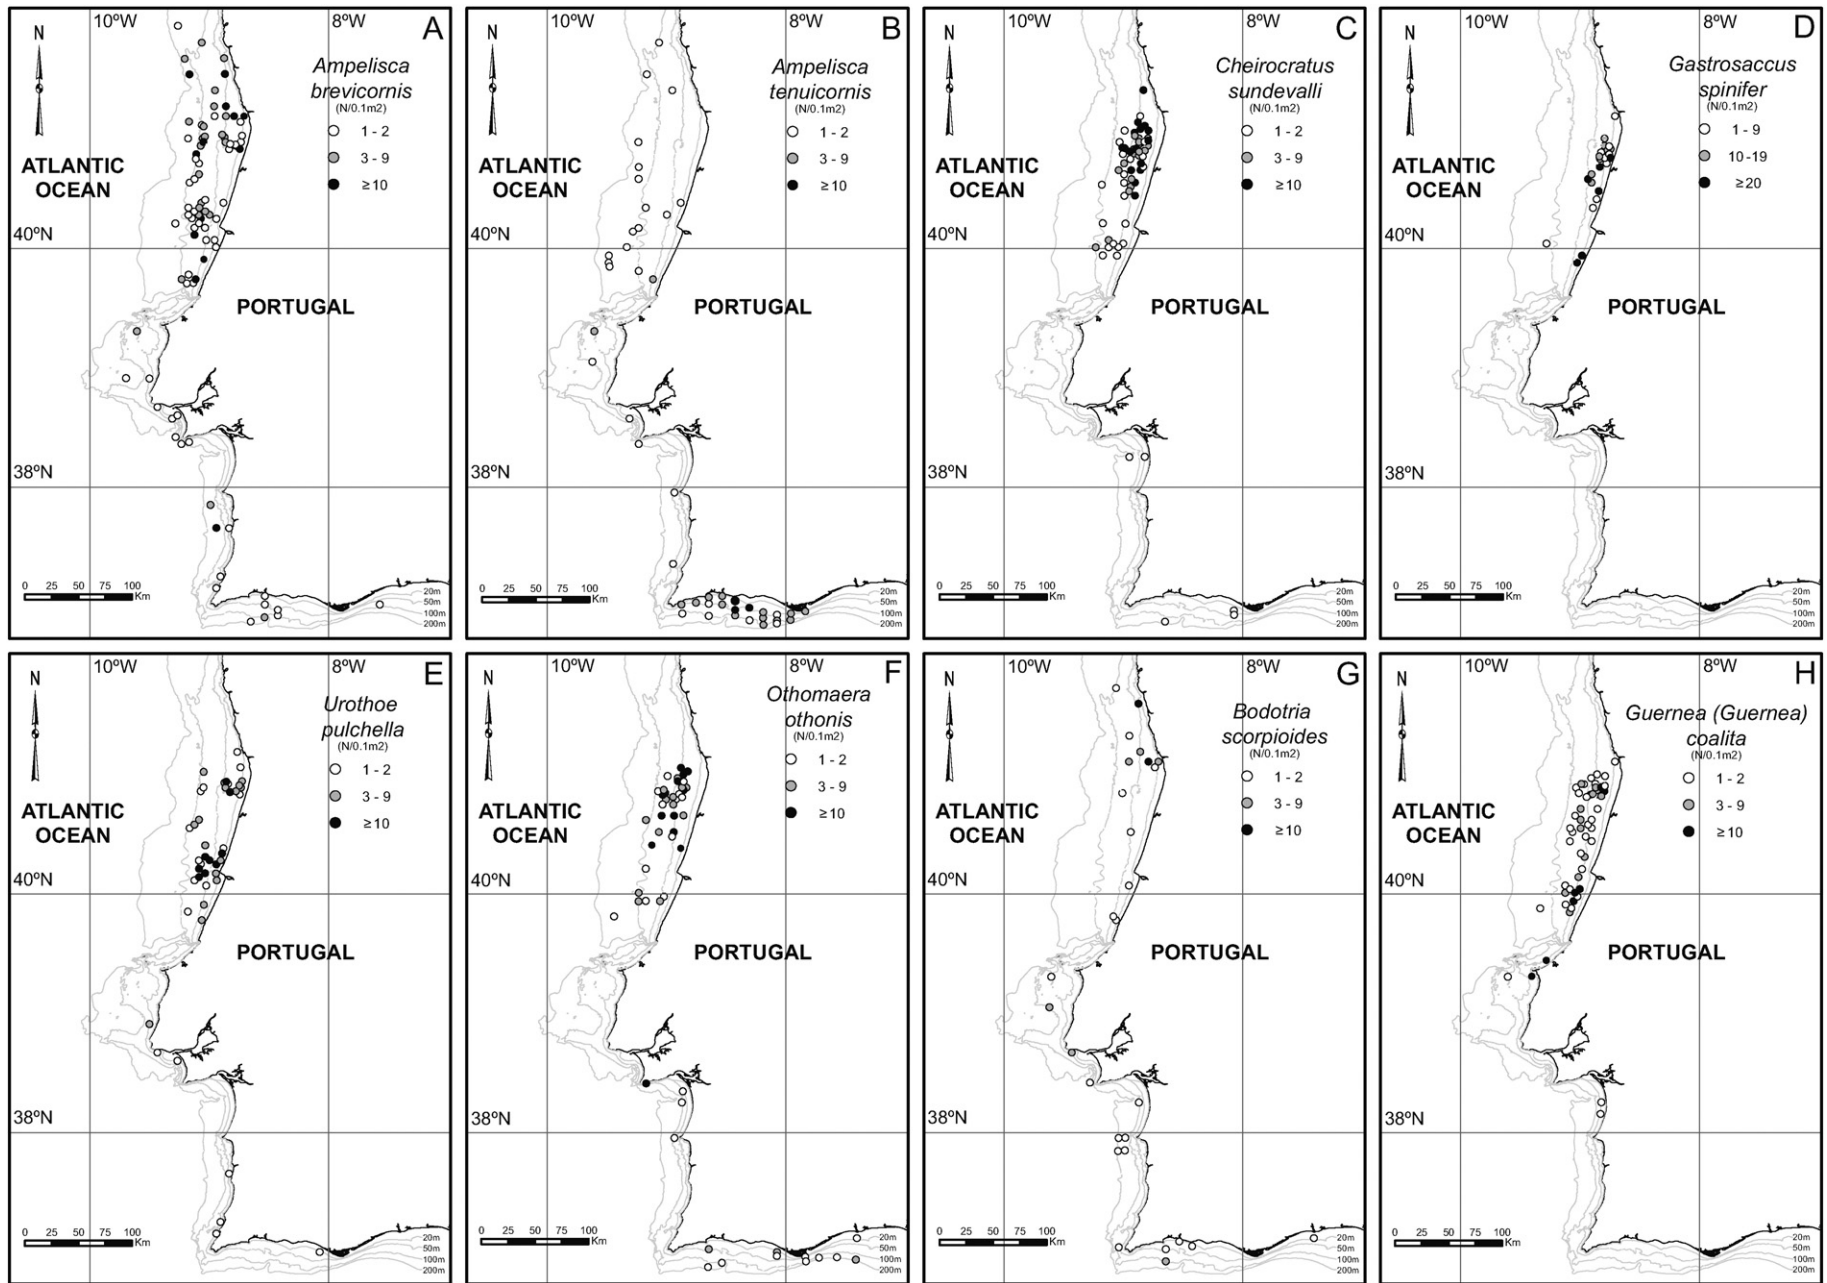 10ºW
8ºW
A
N
Ampelisca
brevicornis
(N/0.1m2)
1 - 2
3 - 9
≥10
ATLANTIC
OCEAN
40ºN
PORTUGAL
38ºN
0 25 50 75 100
Km
20m
50m
100m
200m
10ºW
8ºW
B
N
Ampelisca
tenuicornis
(N/0.1m2)
1 - 2
3 - 9
≥10
ATLANTIC
OCEAN
40ºN
PORTUGAL
38ºN
0 25 50 75 100
Km
20m
50m
100m
200m
10ºW
8ºW
C
N
Cheirocratus
sundevalli
(N/0.1m2)
1 - 2
3 - 9
≥10
ATLANTIC
OCEAN
40ºN
PORTUGAL
38ºN
0 25 50 75 100
Km
20m
50m
100m
200m
10ºW
8ºW
D
N
Gastrosaccus
spinifer
(N/0.1m2)
1 - 9
10 -19
≥20
ATLANTIC
OCEAN
40ºN
PORTUGAL
38ºN
0 25 50 75 100
Km
20m
50m
100m
200m
10ºW
8ºW
E
N
Urothoe
pulchella
(N/0.1m2)
1 - 2
3 - 9
≥10
ATLANTIC
OCEAN
40ºN
PORTUGAL
38ºN
0 25 50 75 100
Km
20m
50m
100m
200m
10ºW
8ºW
F
N
Othomaera
othonis
(N/0.1m2)
1 - 2
3 - 9
≥10
ATLANTIC
OCEAN
40ºN
PORTUGAL
38ºN
0 25 50 75 100
Km
20m
50m
100m
200m
10ºW
8ºW
G
N
Bodotria
scorpioides
(N/0.1m2)
1 - 2
3 - 9
≥10
ATLANTIC
OCEAN
40ºN
PORTUGAL
38ºN
0 25 50 75 100
Km
20m
50m
100m
200m
10ºW
8ºW
H
N
Guernea (Guernea)
coalita
(N/0.1m2)
1 - 2
3 - 9
≥10
ATLANTIC
OCEAN
40ºN
PORTUGAL
38ºN
0 25 50 75 100
Km
20m
50m
100m
200m